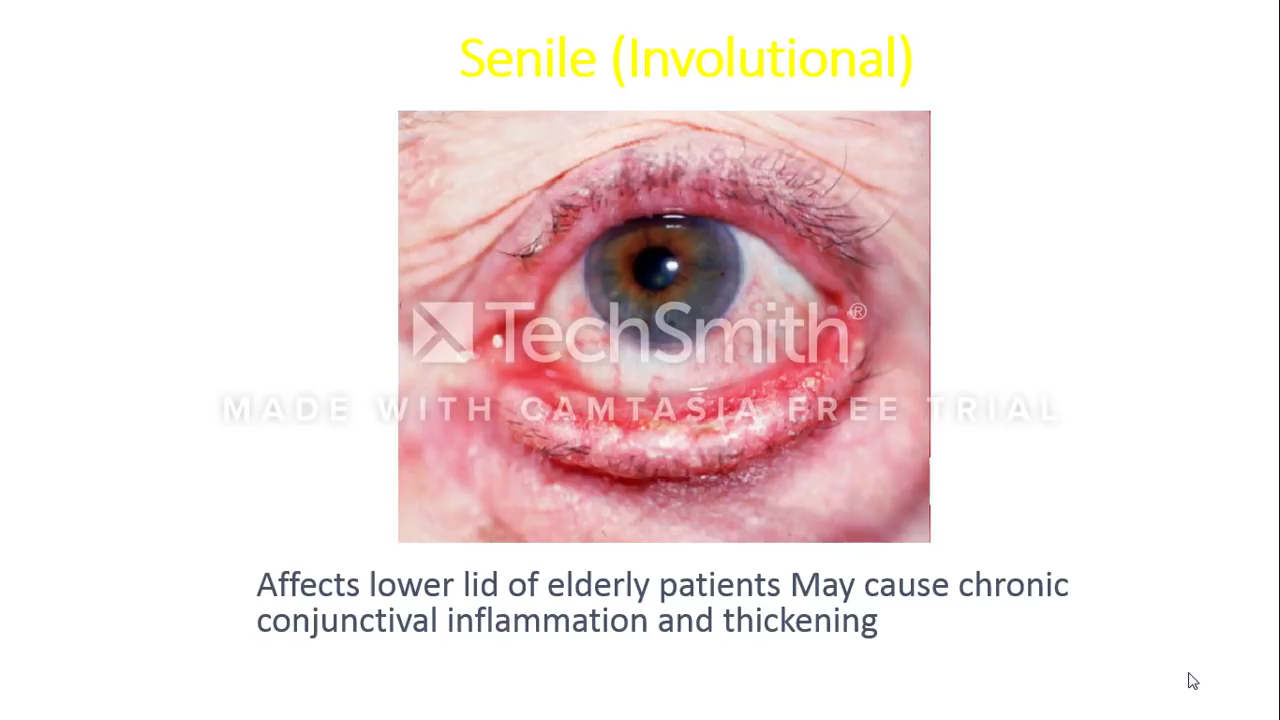 Senile (Involutional)
TechSmith®
MADE WITH CAMTASIA FREE TRIAL
Affects lower lid of elderly patients May cause chronic
conjunctival inflammation and thickening